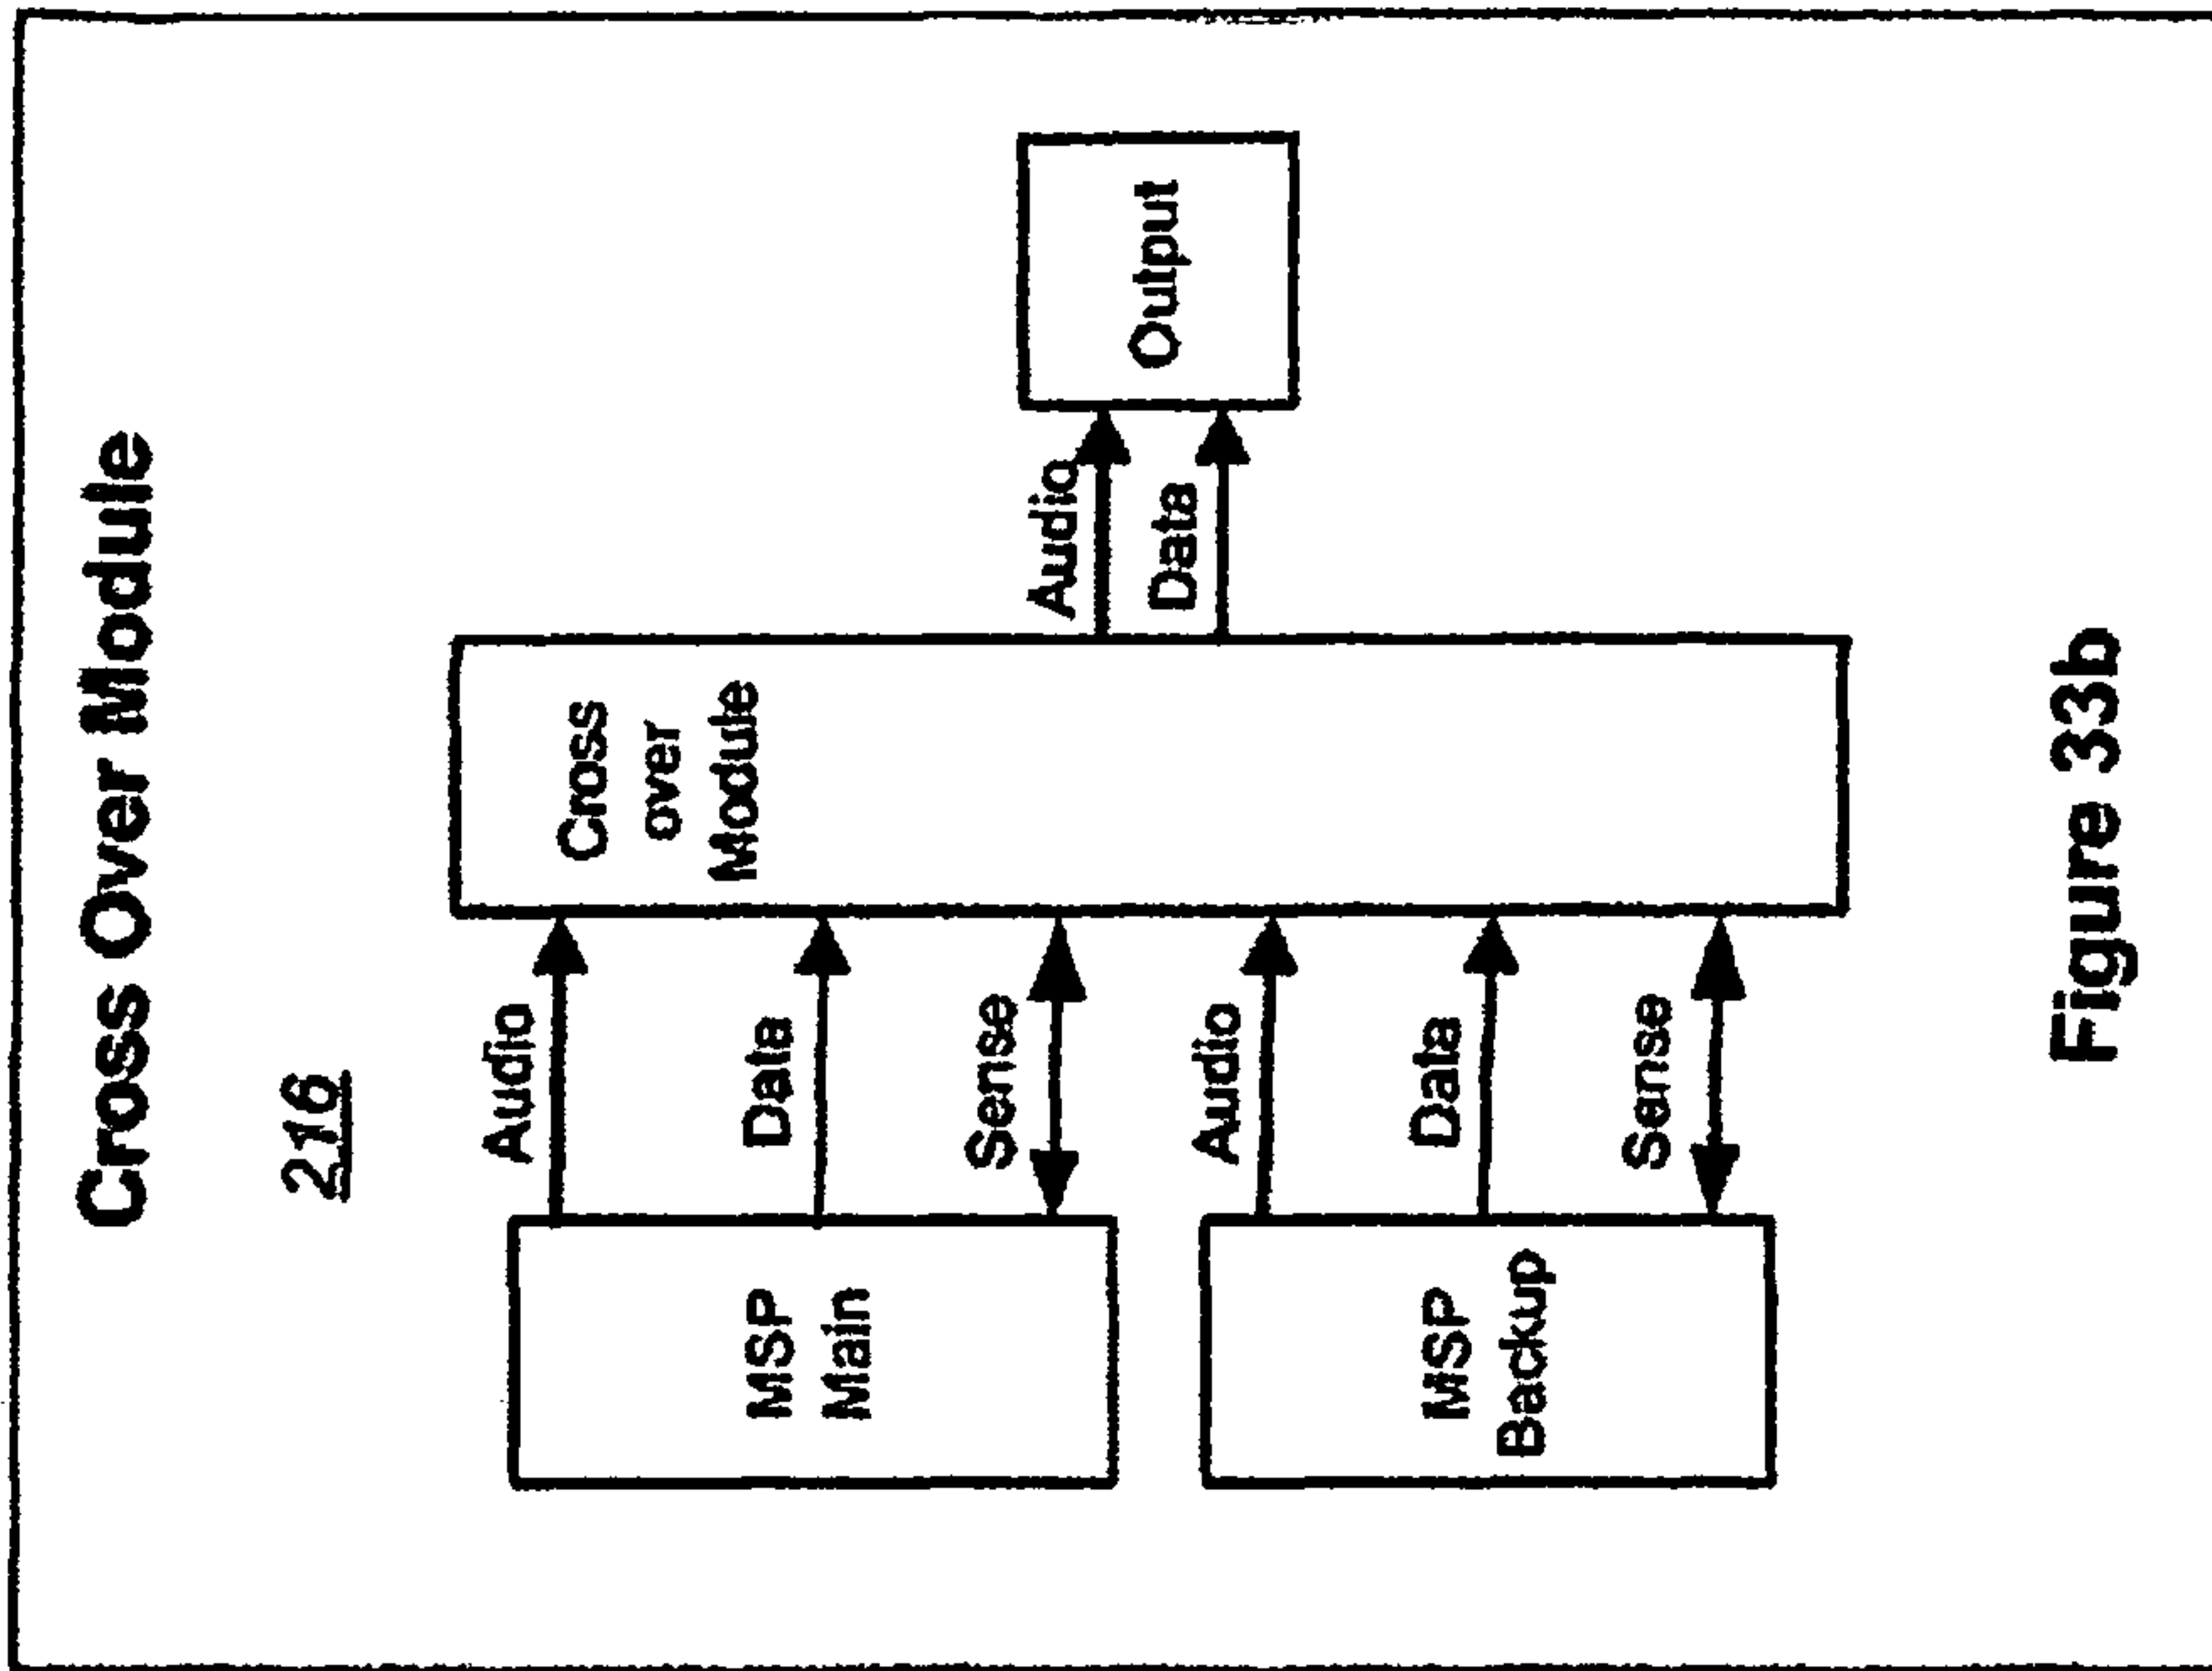 Cross Over Module
216
MSP
Main
Audio
Data
Sense
MSP
Backup
Audio
Data
Sense
Cross
over
Module
Audio
Data
Output
Figure 33b